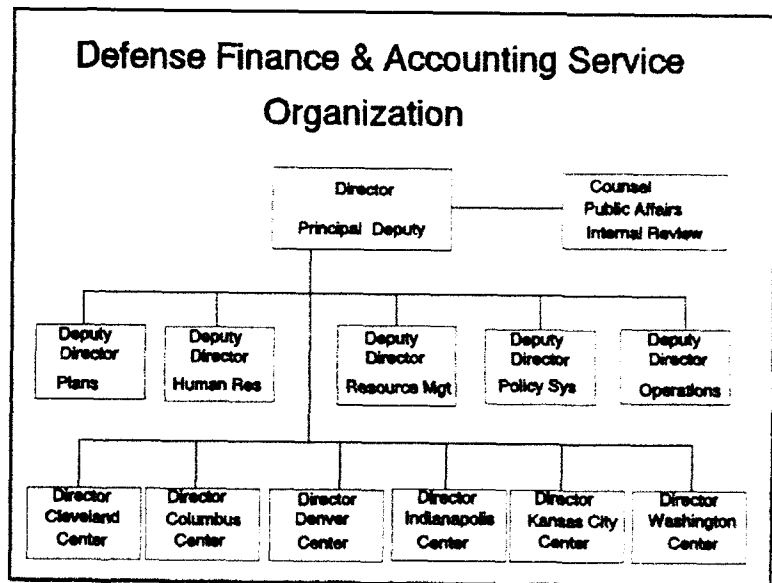 Defense Finance & Accounting Service
Organization
Director
Principal Deputy
Counsel
Public Affairs
Internal Review
Deputy
Director
Plans
Deputy
Director
Human Res
Deputy
Director
Resource Mgt
Deputy
Director
Policy Sys
Deputy
Director
Operations
Director
Cleveland
Center
Director
Columbus
Center
Director
Denver
Center
Director
Indianapolis
Center
Director
Kansas City
Center
Director
Washington
Center